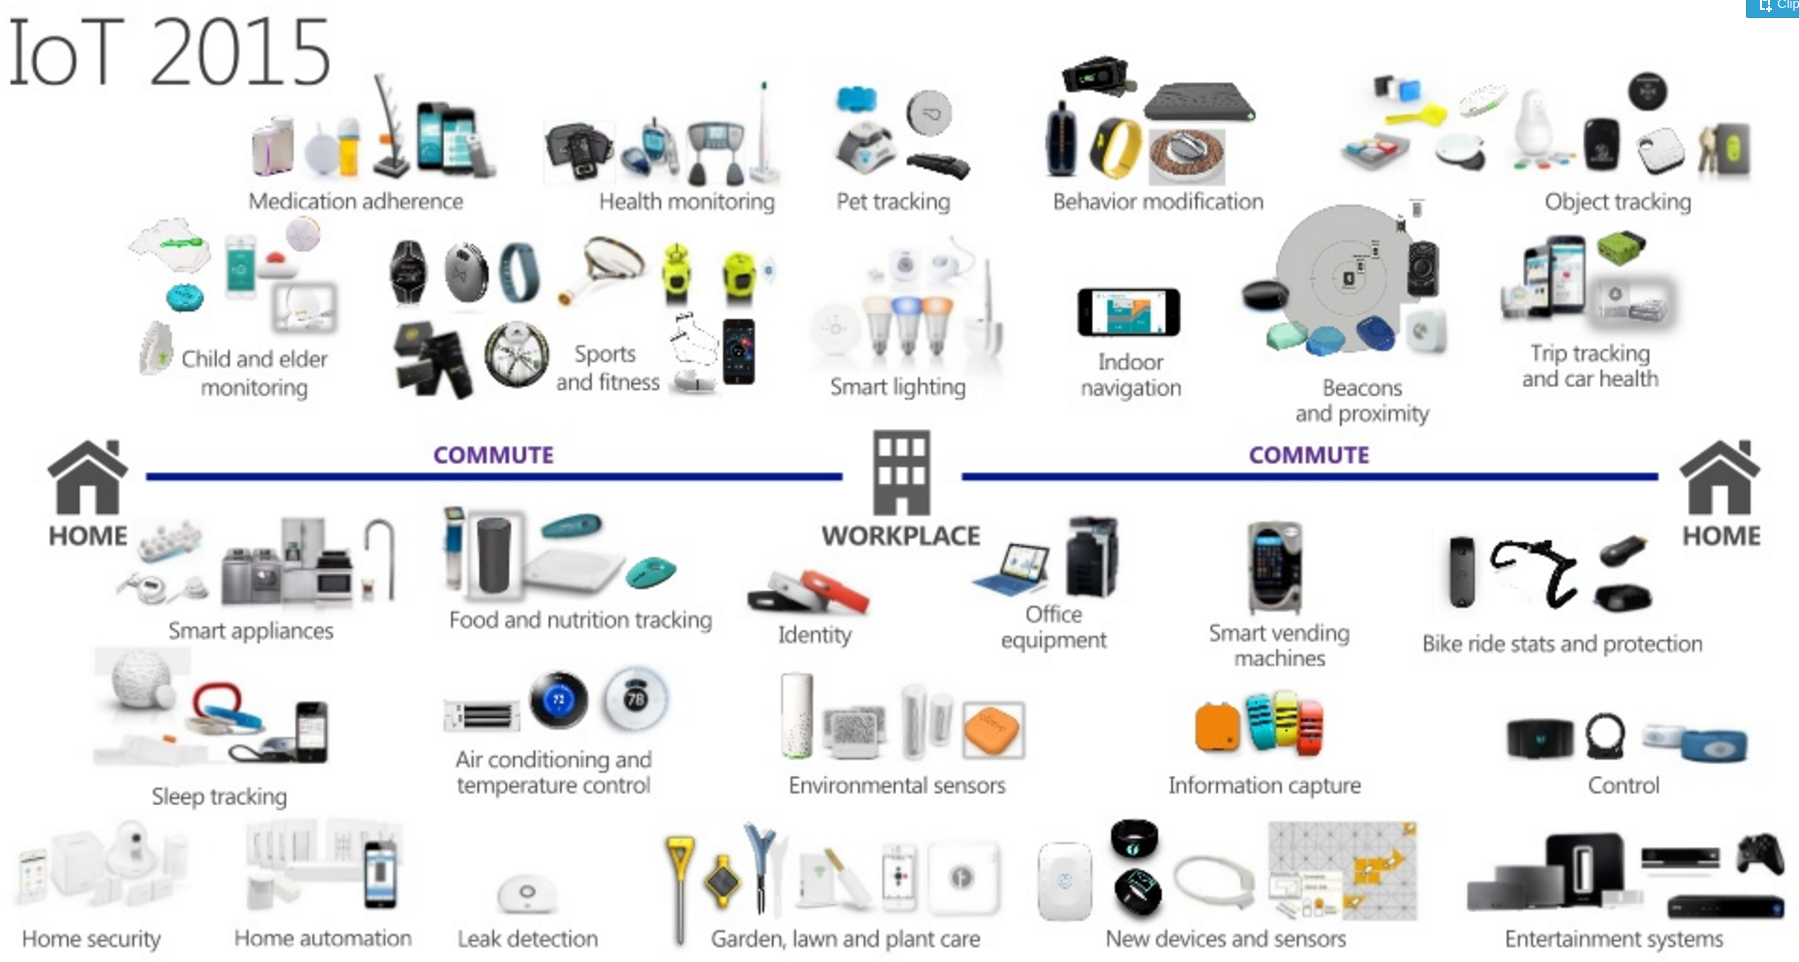 Clip
IoT 2015
Medication adherence
Health monitoring
Pet tracking
Behavior modification
Object tracking
Child and elder
monitoring
Sports
and fitness
Smart lighting
Indoor
navigation
Beacons
and proximity
Trip tracking
and car health
COMMUTE
COMMUTE
HOME
WORKPLACE
HOME
Smart appliances
Food and nutrition tracking
Identity
Office
equipment
Smart vending
machines
Bike ride stats and protection
72
78
Sleep tracking
Air conditioning and
temperature control
Environmental sensors
Information capture
Control
Home security
Home automation
Leak detection
Garden, lawn and plant care
New devices and sensors
Entertainment systems